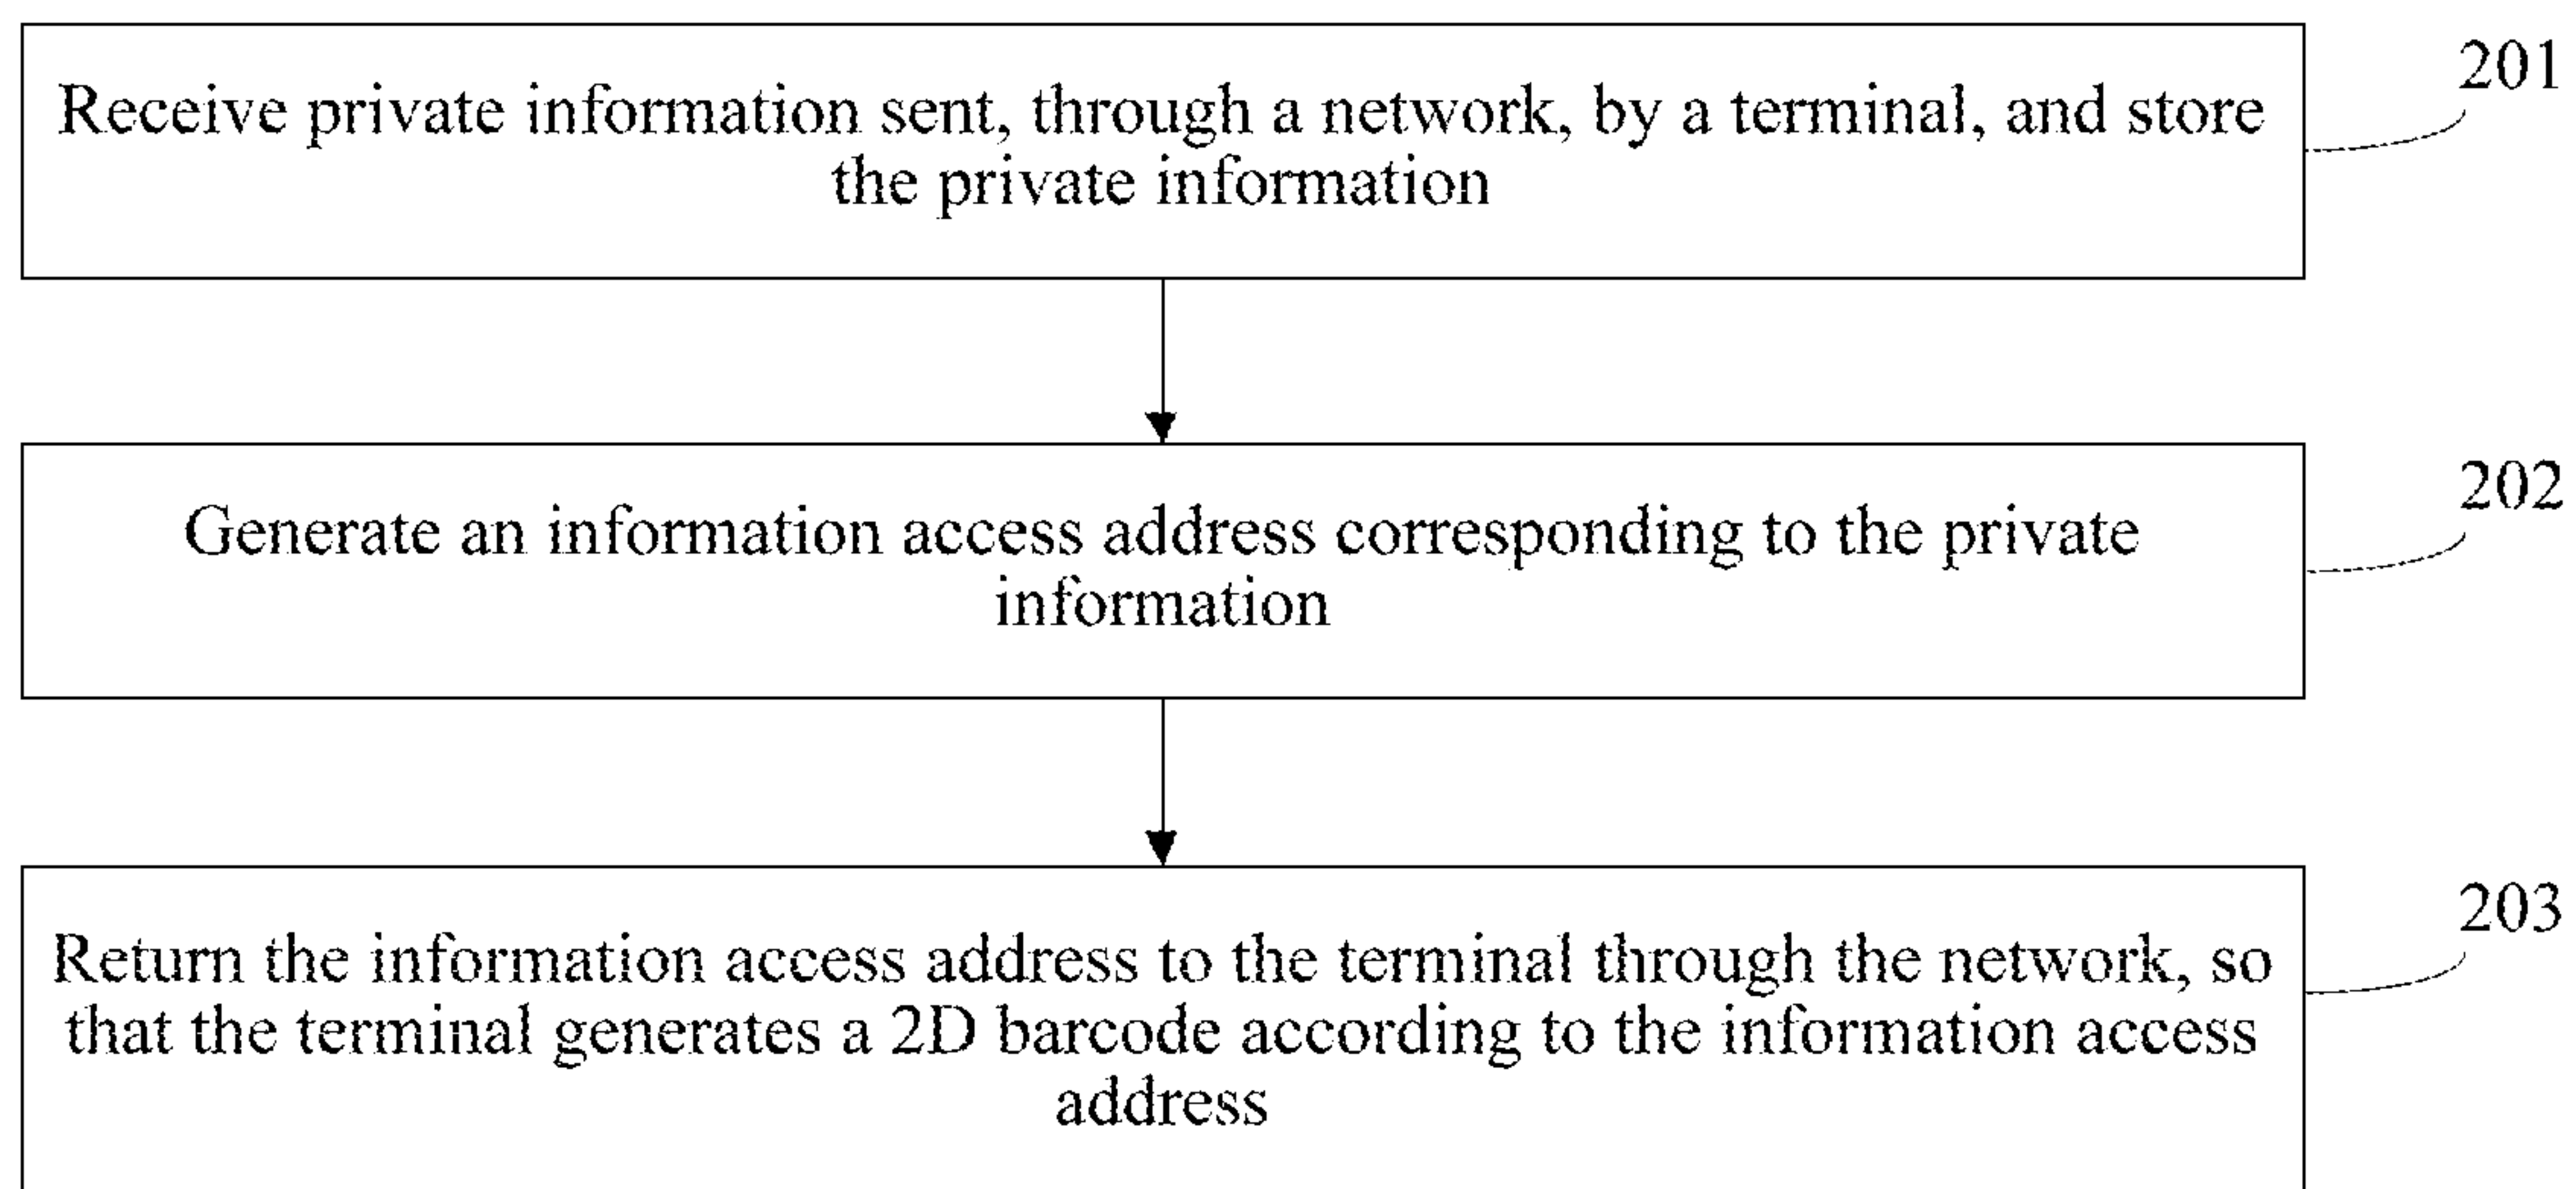 Receive private information sent, through a network, by a terminal, and store
the private information
201
Generate an information access address corresponding to the private
information
202
Return the information access address to the terminal through the network, so
that the terminal generates a 2D barcode according to the information access
address
203